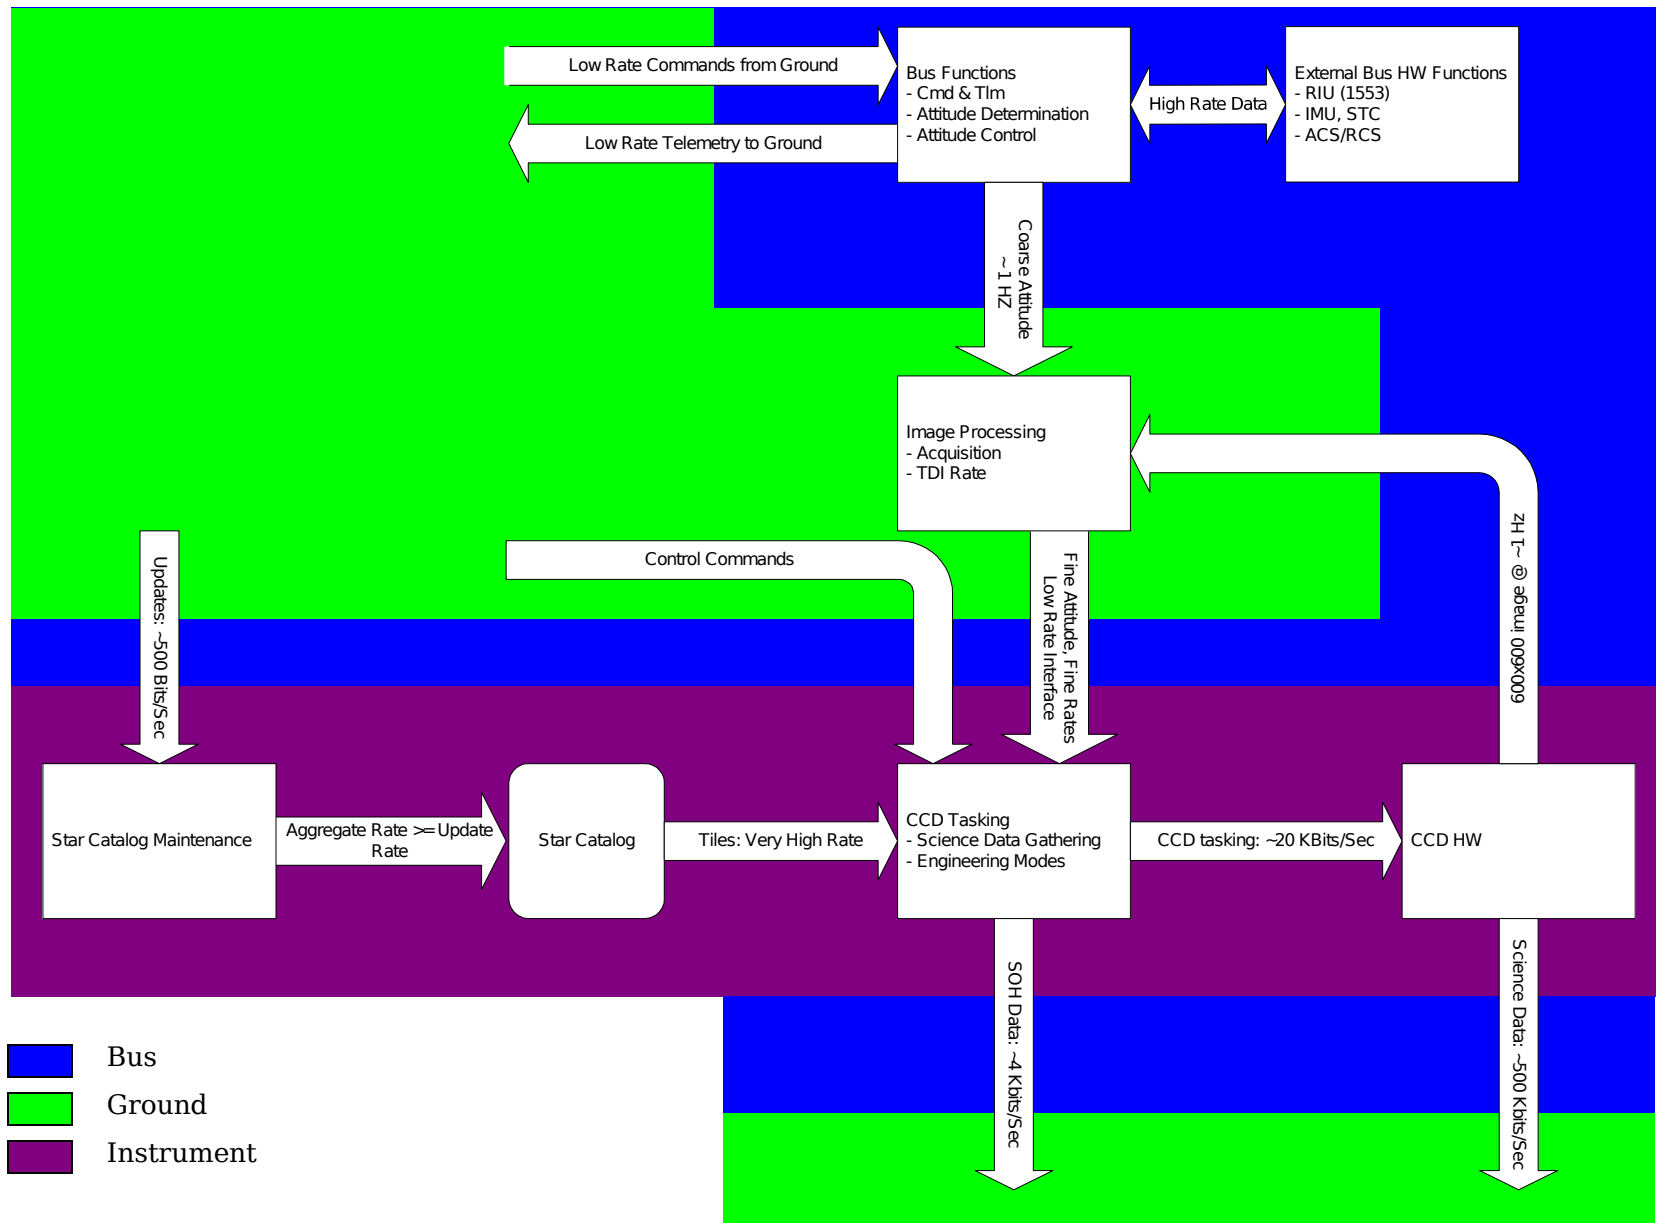 Low Rate Commands from Ground
Low Rate Telemetry to Ground
Bus Functions
- Cmd & Tlm
- Attitude Determination
- Attitude Control
High Rate Data
External Bus HW Functions
- RIU (1553)
- IMU, STC
- ACS/RCS
Coarse Attitude
~ 1 HZ
Image Processing
- Acquisition
- TDI Rate
600x600 image @ ~1 Hz
Updates: ~500 Bits/Sec
Control Commands
Fine Attitude, Fine Rates
Low Rate Interface
Star Catalog Maintenance
Aggregate Rate >= Update
Rate
Star Catalog
Tiles: Very High Rate
CCD Tasking
- Science Data Gathering
- Engineering Modes
CCD tasking: ~20 KBits/Sec
CCD HW
SOH Data: ~4 Kbits/Sec
Science Data: ~500 Kbits/Sec
Bus
Ground
Instrument